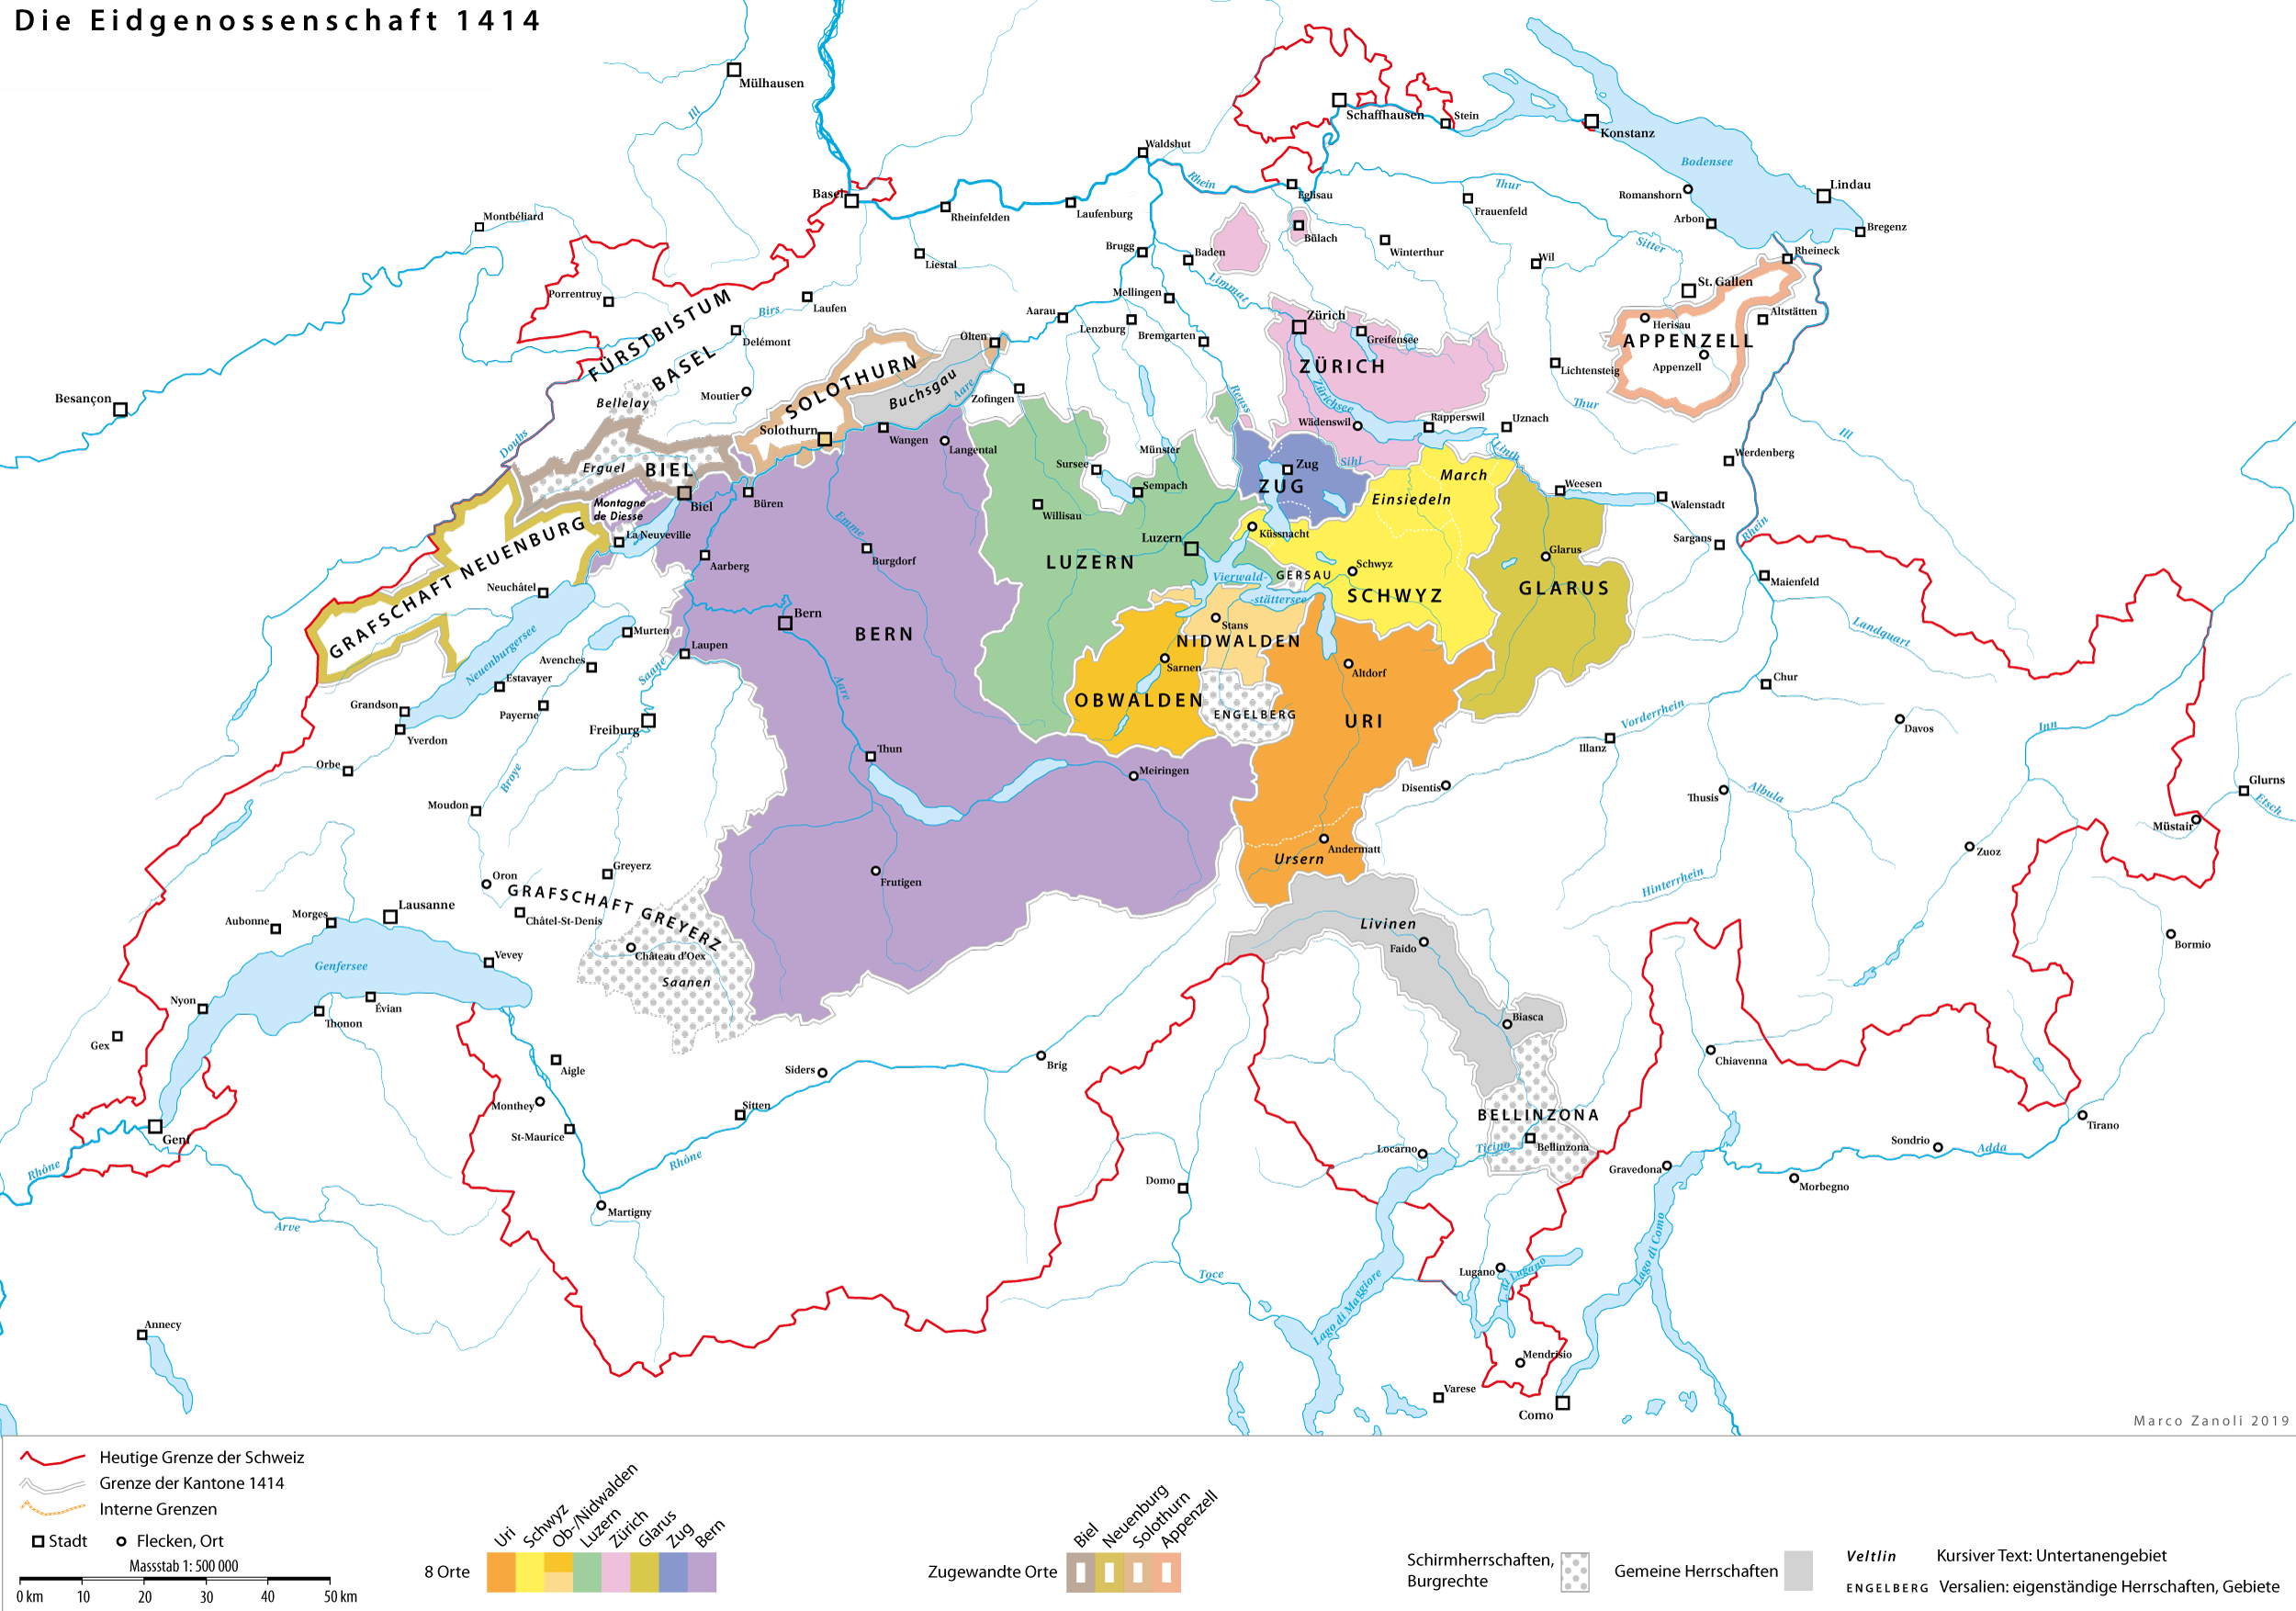 Die Eidgenossenschaft 1414
Mülhausen
Ill
Schaffhausen
Stein
Konstanz
Bodensee
Waldshut
Rhein
Eglisau
Thur
Romanshorn
Lindau
Basel
Rheinfelden
Laufenburg
Frauenfeld
Arbon
Bregenz
Montbéliard
Bülach
Winterthur
Sitter
Rheineck
Liestal
Brugg
Baden
Wil
St. Gallen
Limmat
Porrentruy
Laufen
Birs
Mellingen
Aarau
Zürich
Herisau
Altstätten
FÜRSTBISTUM
BASEL
Delémont
Olten
Lenzburg
Bremgarten
Greifensee
APPENZELL
Appenzell
ZÜRICH
Lichtensteig
SOLOTHURN
Buchsgau
Aare
Besançon
Bellelay
Moutier
Zofingen
Reuss
Zürichsee
Thur
Doubs
Solothurn
Wangen
Langental
Münster
Wädenswil
Rapperswil
Uznach
Ill
Werdenberg
Erguel
BIEL
Sursee
Zug
Sihl
Linth
March
Sempach
ZUG
Einsiedeln
Weesen
Walenstadt
Montagne
de Diesse
Biel
Büren
Willisau
Emme
La Neuveville
Luzern
Küssnacht
Sargans
Rhein
GRAFSCHAFT NEUENBURG
Aarberg
Burgdorf
LUZERN
Glarus
Vierwald-
-stättersee
GERSAU
Schwyz
SCHWYZ
GLARUS
Maienfeld
Neuchâtel
Bern
BERN
Stans
NIDWALDEN
Landquart
Murten
Neuenburgersee
Laupen
Avenches
Saane
Sarnen
Altdorf
Chur
Estavayer
Aare
Grandson
Payerne
OBWALDEN
ENGELBERG
URI
Vorderrhein
Davos
Inn
Yverdon
Freiburg
Illanz
Orbe
Broye
Thun
Meiringen
Disentis
Thusis
Albula
Glurns
Etsch
Moudon
Müstair
Andermatt
Ursern
Zuoz
Oron
Greyerz
Frutigen
Hinterrhein
GRAFSCHAFT GREYERZ
Châtel-St-Denis
Lausanne
Morges
Aubonne
Livinen
Faido
Bormio
Château d'Oex
Saanen
Vevey
Genfersee
Nyon
Évian
Thonon
Biasca
Gex
Aigle
Siders
Brig
Chiavenna
Monthey
Sitten
St-Maurice
BELLINZONA
Bellinzona
Tirano
Genf
Rhône
Rhône
Locarno
Ticino
Gravedona
Sondrio
Adda
Domo
Morbegno
Martigny
Arve
Toce
Lugano
L. di Lugano
Lago di Como
Lago di Maggiore
Annecy
Mendrisio
Varese
Como
Marco Zanoli 2019
Heutige Grenze der Schweiz
Grenze der Kantone 1414
Interne Grenzen
Stadt
Flecken, Ort
Massstab 1: 500 000
0 km 10 20 30 40 50 km
8 Orte
Uri
Schwyz
Ob-/Nidwalden
Luzern
Zürich
Glarus
Zug
Bern
Zugewandte Orte
Biel
Neuenburg
Solothurn
Appenzell
Schirmherrschaften,
Burgrechte
Gemeine Herrschaften
Veltlin Kursiver Text: Untertanengebiet
ENGELBERG Versalien: eigenständige Herrschaften, Gebiete